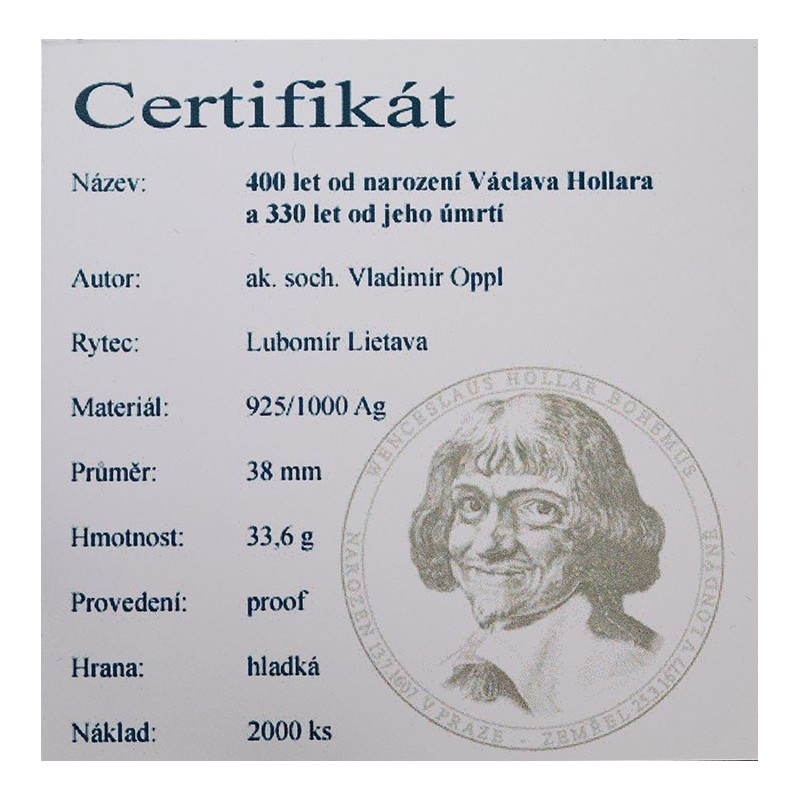 Certifikát
Název: 400 let od narození Václava Hollara
a 330 let od jeho úmrtí
Autor: ak. soch. Vladimír Oppl
Rytec: Lubomír Lietava
Materiál: 925/1000 Ag
Průměr: 38 mm
Hmotnost: 33,6 g
Provedení: proof
Hrana: hladká
Náklad: 2000 ks
WENCESLAUS HOLLAR BOHEMUS
NAROZEN 13.7.1607 V PRAZE - ZEMŘEL 25.3.1677 V LONDÝNĚ